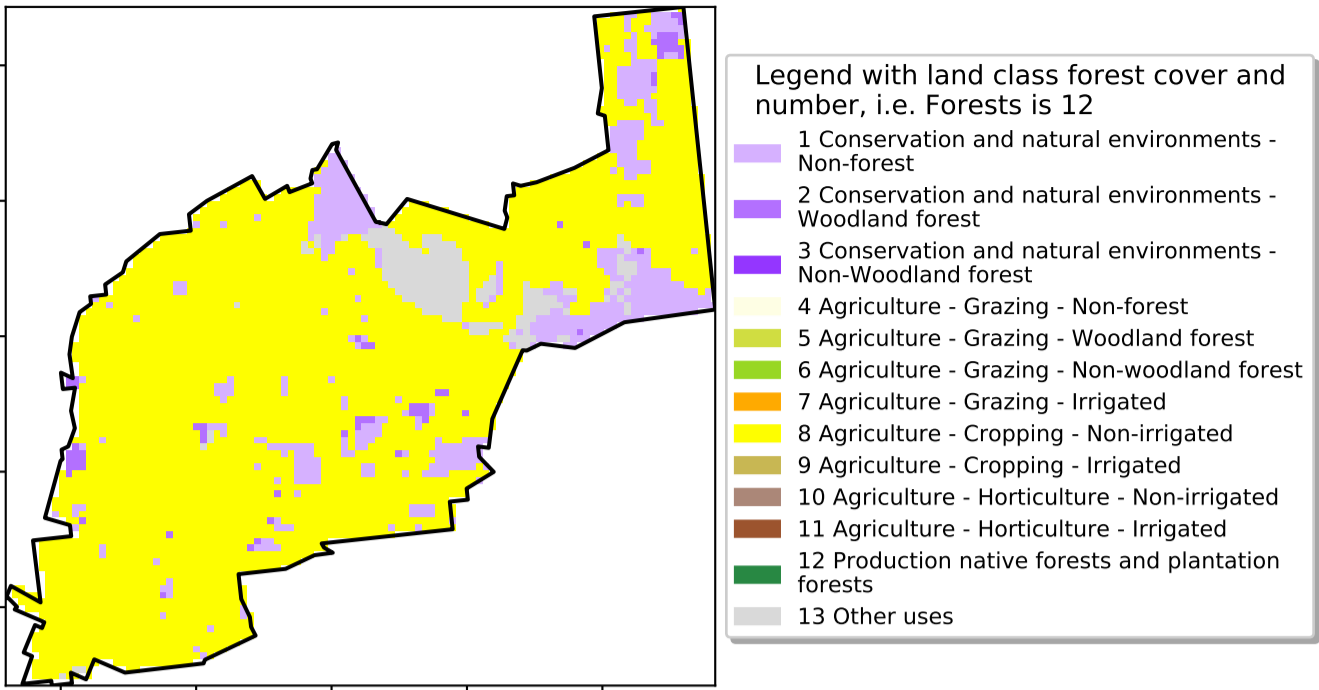 Legend with land class forest cover and
number, i.e. Forests is 12
1 Conservation and natural environments -
Non-forest
2 Conservation and natural environments -
Woodland forest
3 Conservation and natural environments -
Non-Woodland forest
4 Agriculture - Grazing - Non-forest
5 Agriculture - Grazing - Woodland forest
6 Agriculture - Grazing - Non-woodland forest
7 Agriculture - Grazing - Irrigated
8 Agriculture - Cropping - Non-irrigated
9 Agriculture - Cropping - Irrigated
10 Agriculture - Horticulture - Non-irrigated
11 Agriculture - Horticulture - Irrigated
12 Production native forests and plantation
forests
13 Other uses